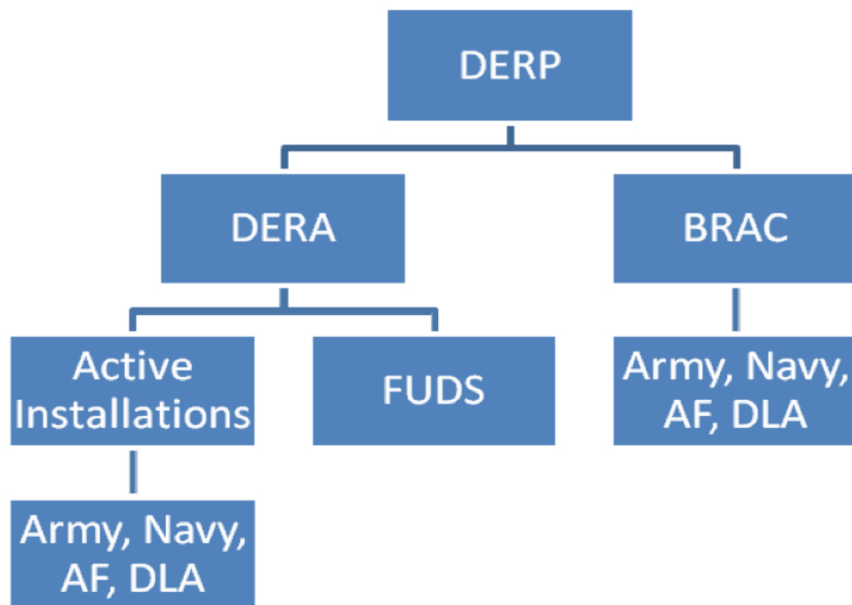 DERP
DERA
BRAC
Active
Installations
FUDS
Army, Navy,
AF, DLA
Army, Navy,
AF, DLA